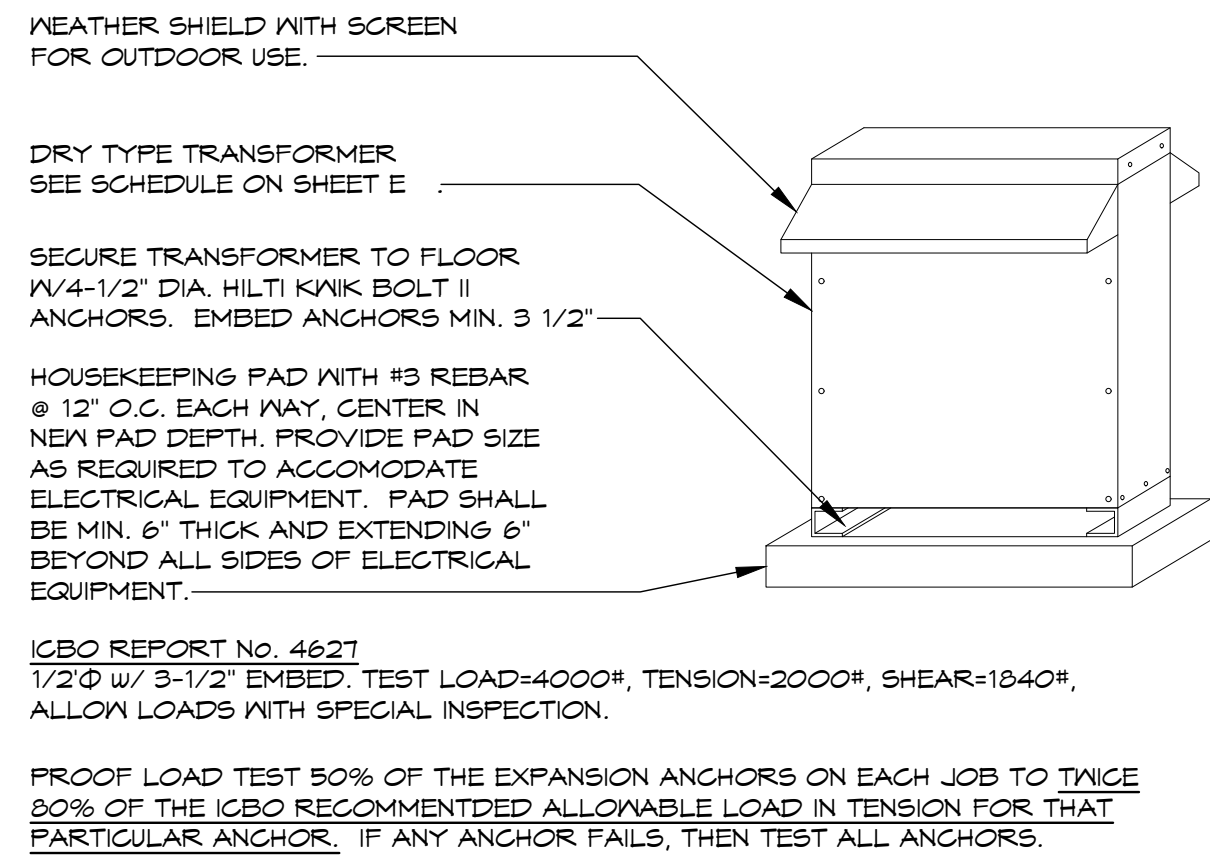 WEATHER SHIELD WITH SCREEN
FOR OUTDOOR USE.
DRY TYPE TRANSFORMER
SEE SCHEDULE ON SHEET E .
SECURE TRANSFORMER TO FLOOR
W/4-1/2" DIA. HILTI KWIK BOLT II
ANCHORS. EMBED ANCHORS MIN. 3 1/2"
HOUSEKEEPING PAD WITH #3 REBAR
@ 12" O.C. EACH WAY, CENTER IN
NEW PAD DEPTH. PROVIDE PAD SIZE
AS REQUIRED TO ACCOMODATE
ELECTRICAL EQUIPMENT. PAD SHALL
BE MIN. 6" THICK AND EXTENDING 6"
BEYOND ALL SIDES OF ELECTRICAL
EQUIPMENT.
ICBO REPORT No. 4627
1/2'Φ W/ 3-1/2" EMBED. TEST LOAD=4000#, TENSION=2000#, SHEAR=1840#,
ALLOW LOADS WITH SPECIAL INSPECTION.
PROOF LOAD TEST 50% OF THE EXPANSION ANCHORS ON EACH JOB TO TWICE
80% OF THE ICBO RECOMMENTDED ALLOWABLE LOAD IN TENSION FOR THAT
PARTICULAR ANCHOR. IF ANY ANCHOR FAILS, THEN TEST ALL ANCHORS.